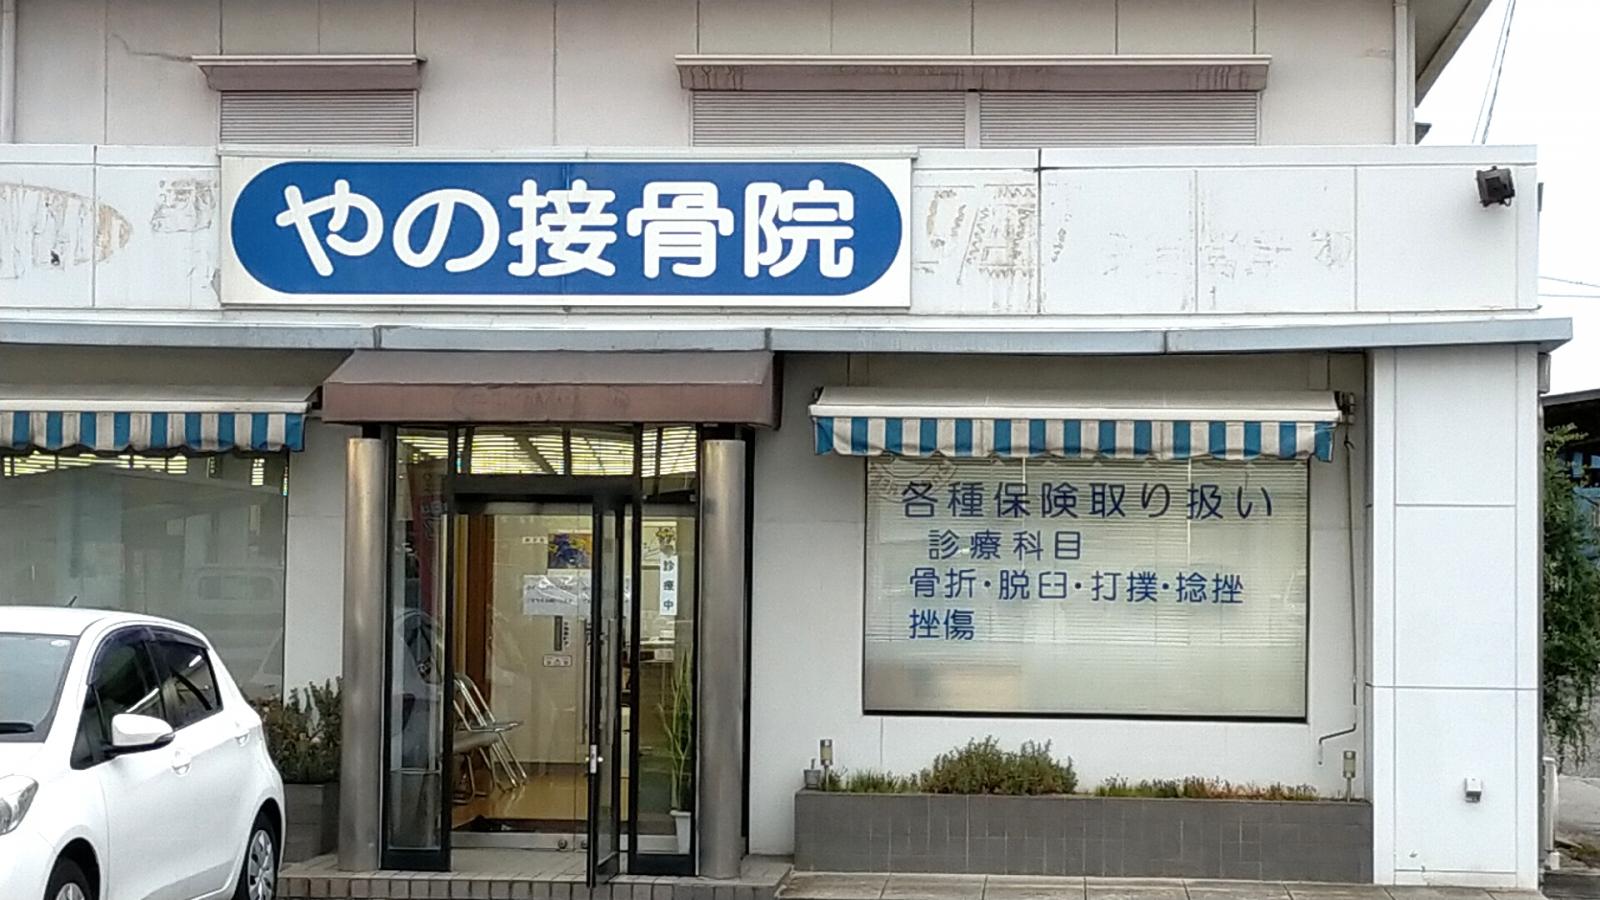 やの接骨院
各種保険取り扱い
診療科目
骨折・脱臼・打撲・捻挫
挫傷
診療中